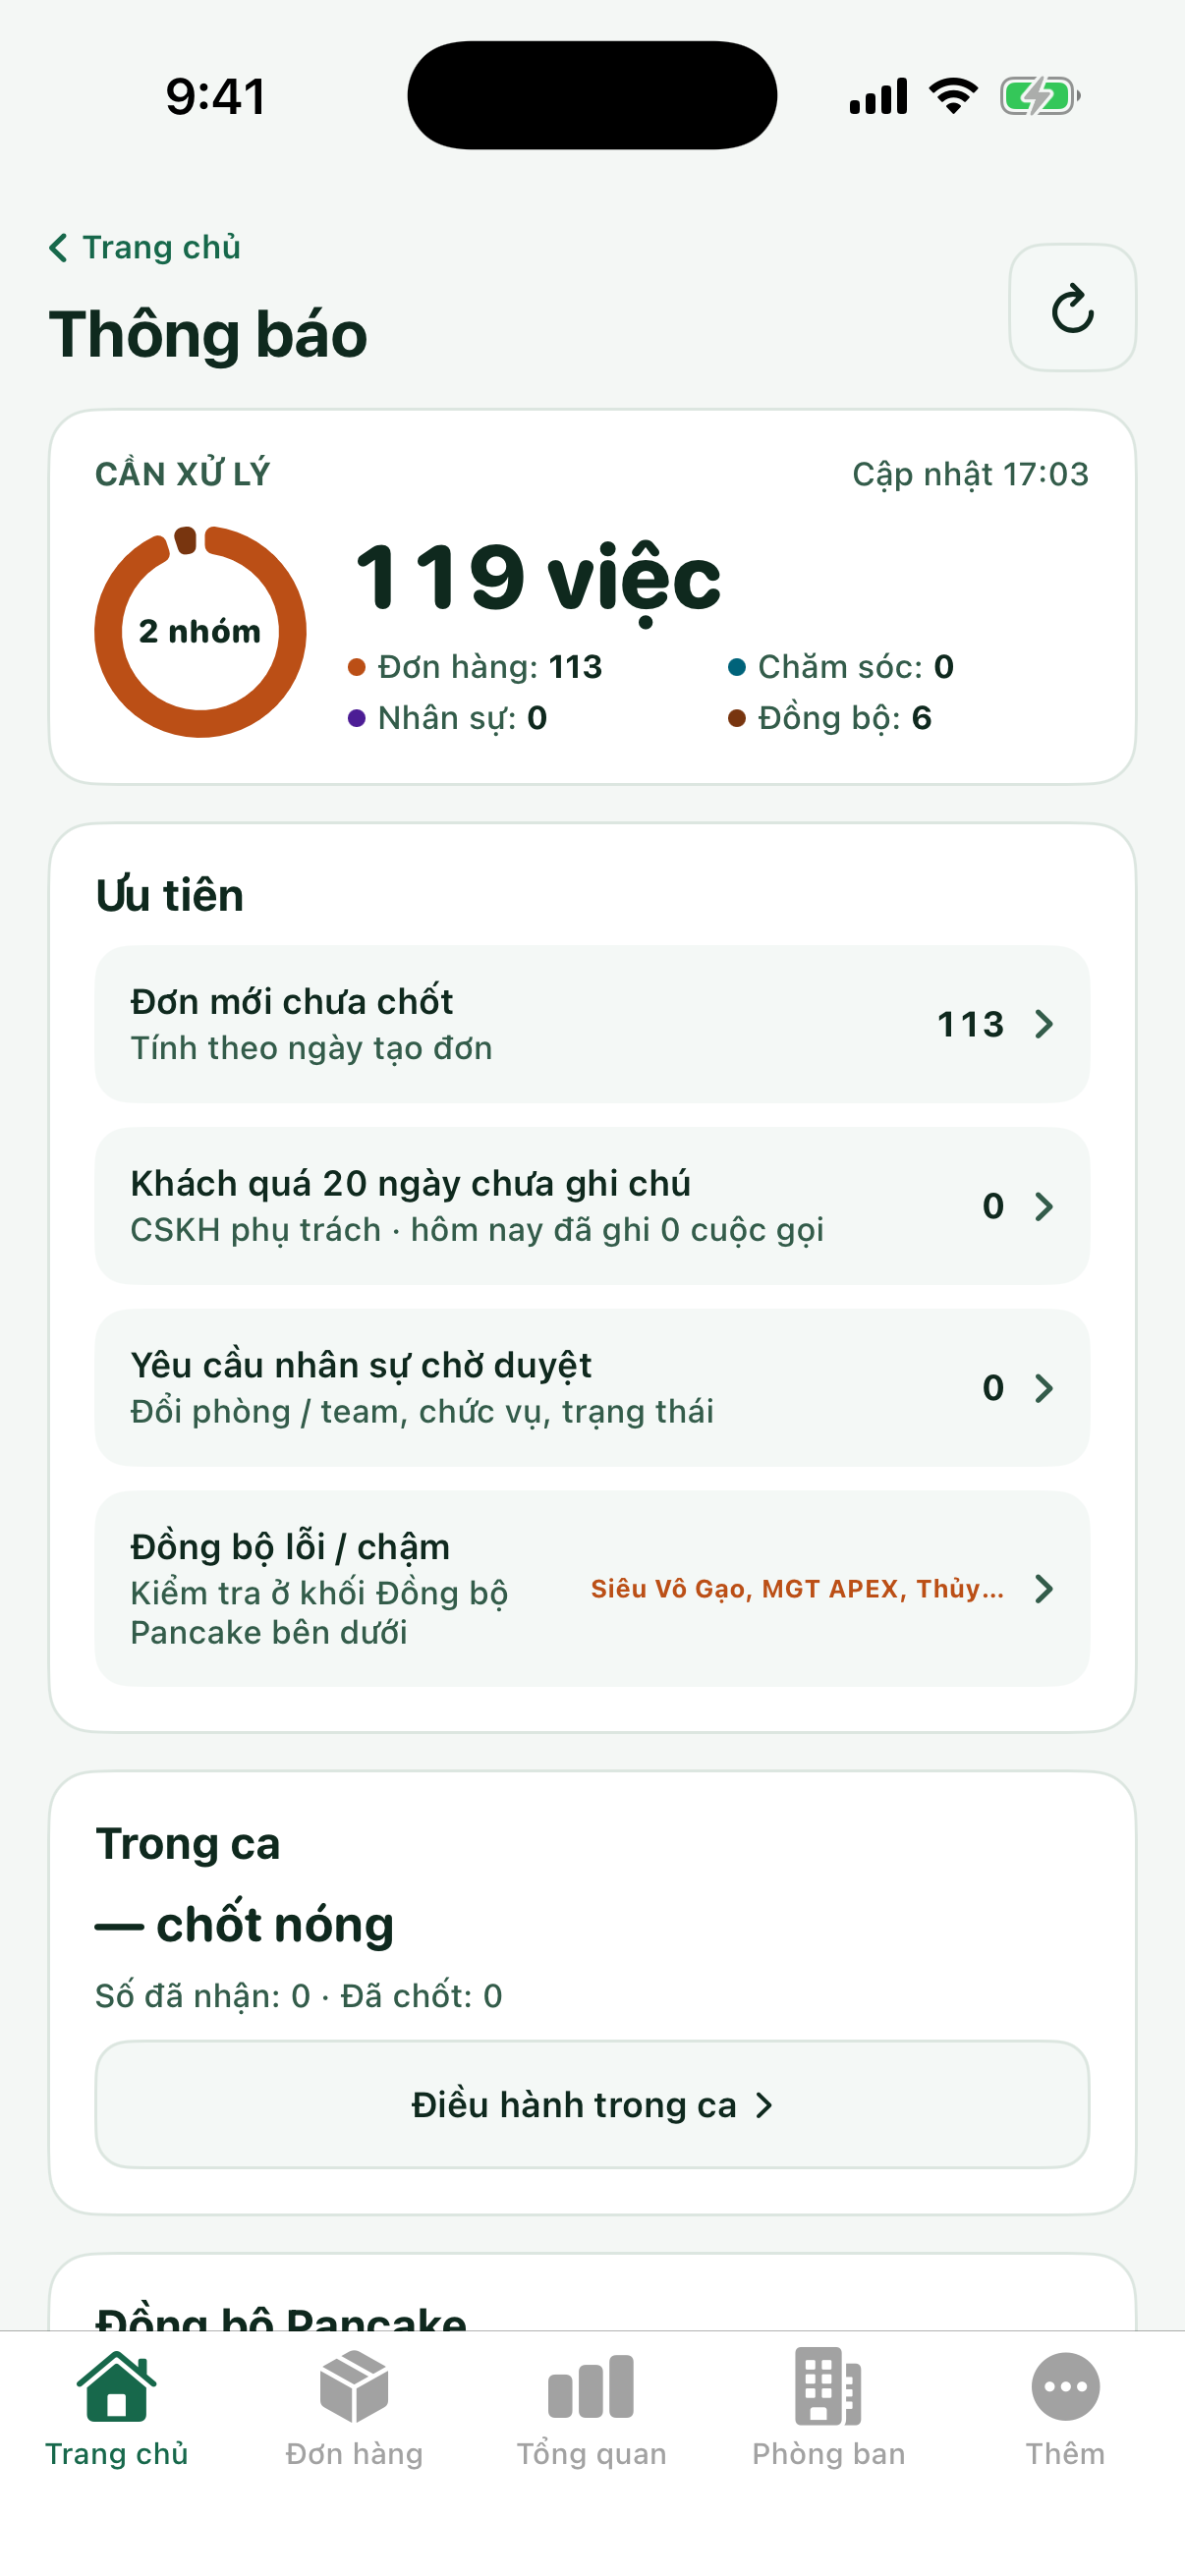 9:41
Trang chủ
Thông báo
CẦN XỬ LÝ
Cập nhật 17:03
2 nhóm
119 việc
Đơn hàng: 113
Chăm sóc: 0
Nhân sự: 0
Đồng bộ: 6
Ưu tiên
Đơn mới chưa chốt
Tính theo ngày tạo đơn
113
Khách quá 20 ngày chưa ghi chú
CSKH phụ trách · hôm nay đã ghi 0 cuộc gọi
0
Yêu cầu nhân sự chờ duyệt
Đổi phòng / team, chức vụ, trạng thái
0
Đồng bộ lỗi / chậm
Kiểm tra ở khối Đồng bộ
Pancake bên dưới
Siêu Vô Gạo, MGT APEX, Thủy...
Trong ca
— chốt nóng
Số đã nhận: 0 · Đã chốt: 0
Điều hành trong ca
Đồng bộ Pancake
Trang chủ
Đơn hàng
Tổng quan
Phòng ban
Thêm